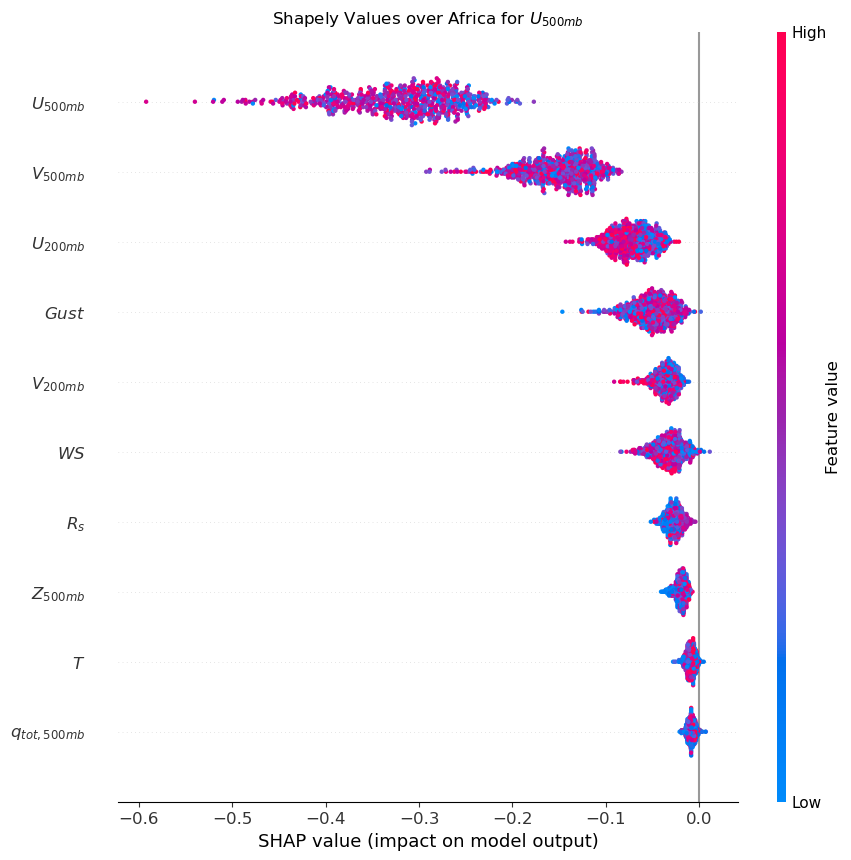 Shapely Values over Africa for U500mb
High
U500mb
V500mb
U200mb
Gust
V200mb
WS
Rs
Z500mb
T
qtot, 500mb
Feature value
Low
−0.6 −0.5 −0.4 −0.3 −0.2 −0.1 0.0
SHAP value (impact on model output)